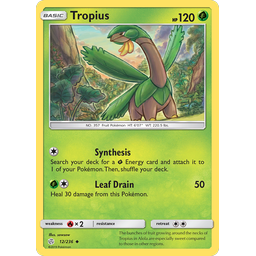 BASIC
Tropius
HP 120
NO. 357 Fruit Pokémon HT: 6'07" WT: 220.5 lbs.
Synthesis
Search your deck for a Energy card and attach it
to 1 of your Pokémon. Then, shuffle your deck.
Leaf Drain 50
Heal 30 damage from this Pokémon.
weakness × 2 resistance retreat
Illus.
12/236
The bunches of fruit growing around the necks of
Tropius in Alola are especially sweet compared
to those in other regions.